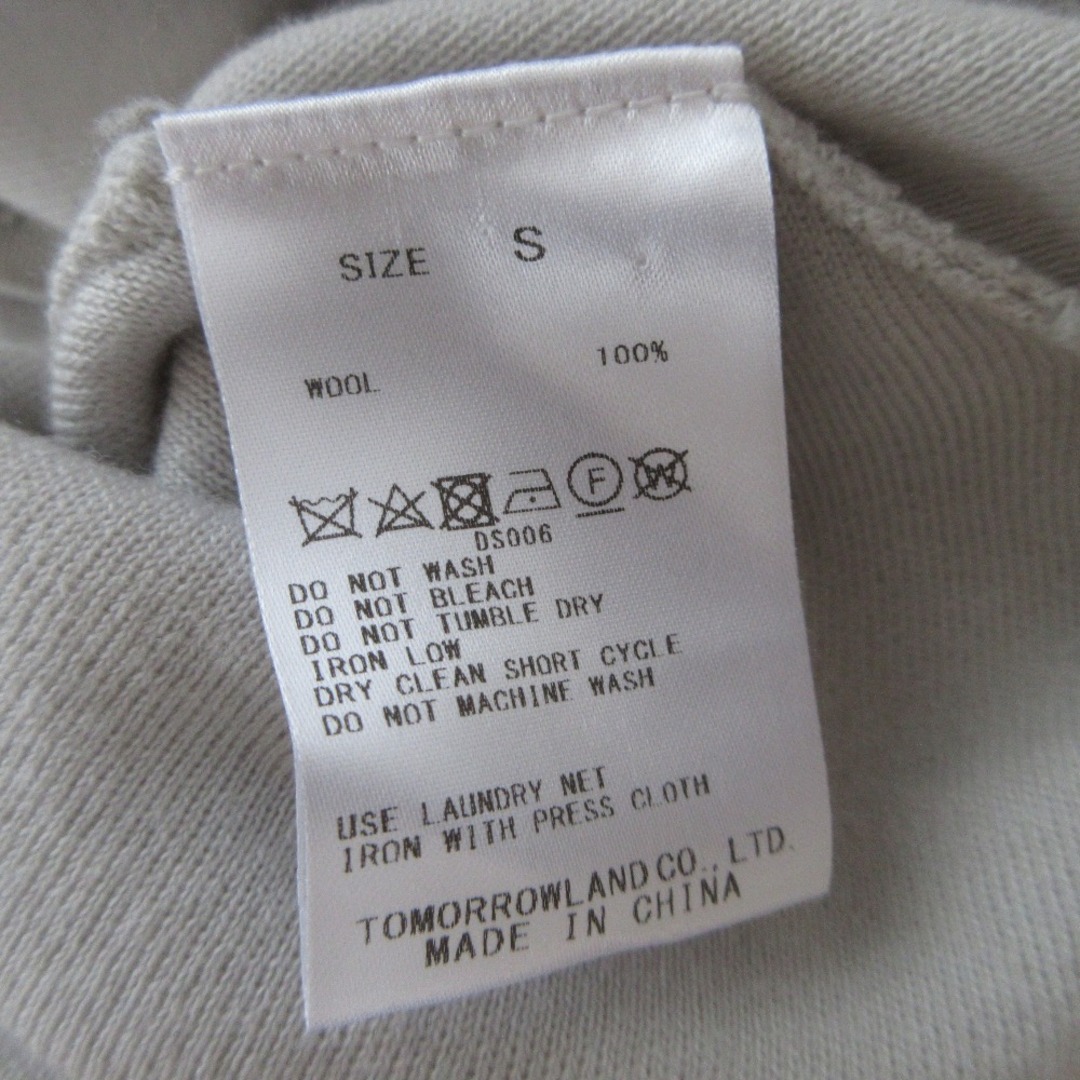 SIZE S
WOOL 100%
F W
DS006
DO NOT WASH
DO NOT BLEACH
DO NOT TUMBLE DRY
IRON LOW
DRY CLEAN SHORT CYCLE
DO NOT MACHINE WASH
USE LAUNDRY NET
IRON WITH PRESS CLOTH
TOMORROWLAND CO., LTD.
MADE IN CHINA